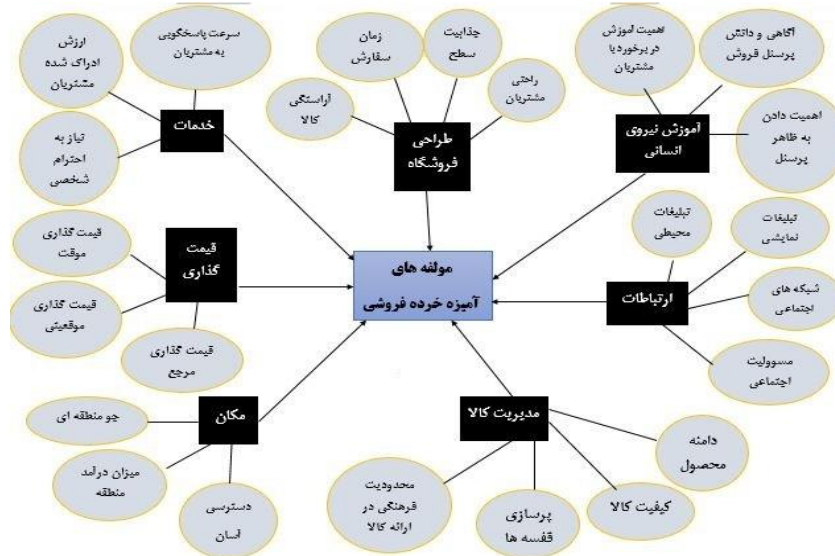 آگاهی و دانش
پرسنل فروش
اهمیت آموزش
در برخورد با
مشتریان
اهمیت دادن
به ظاهر
پرسنل
آموزش نیروی
انسانی
جذابیت
سطح
زمان
سفارش
راحتی
مشتریان
آراستگی
کالا
طراحی
فروشگاه
سرعت پاسخگویی
به مشتریان
ارزش
ادراک شده
مشتریان
نیاز به
احترام
شخصی
خدمات
تبلیغات
محیطی
تبلیغات
نمایشی
شبکه های
اجتماعی
مسوولیت
اجتماعی
ارتباطات
مولفه های
آمیزه خرده فروشی
قیمت
گذاری
قیمت گذاری
موقت
قیمت گذاری
موقعیتی
قیمت گذاری
مرجع
مدیریت کالا
دامنه
محصول
کیفیت کالا
پرسازی
قفسه ها
محدودیت
فرهنگی در
ارائه کالا
مکان
جو منطقه ای
میزان درآمد
منطقه
دسترسی
آسان